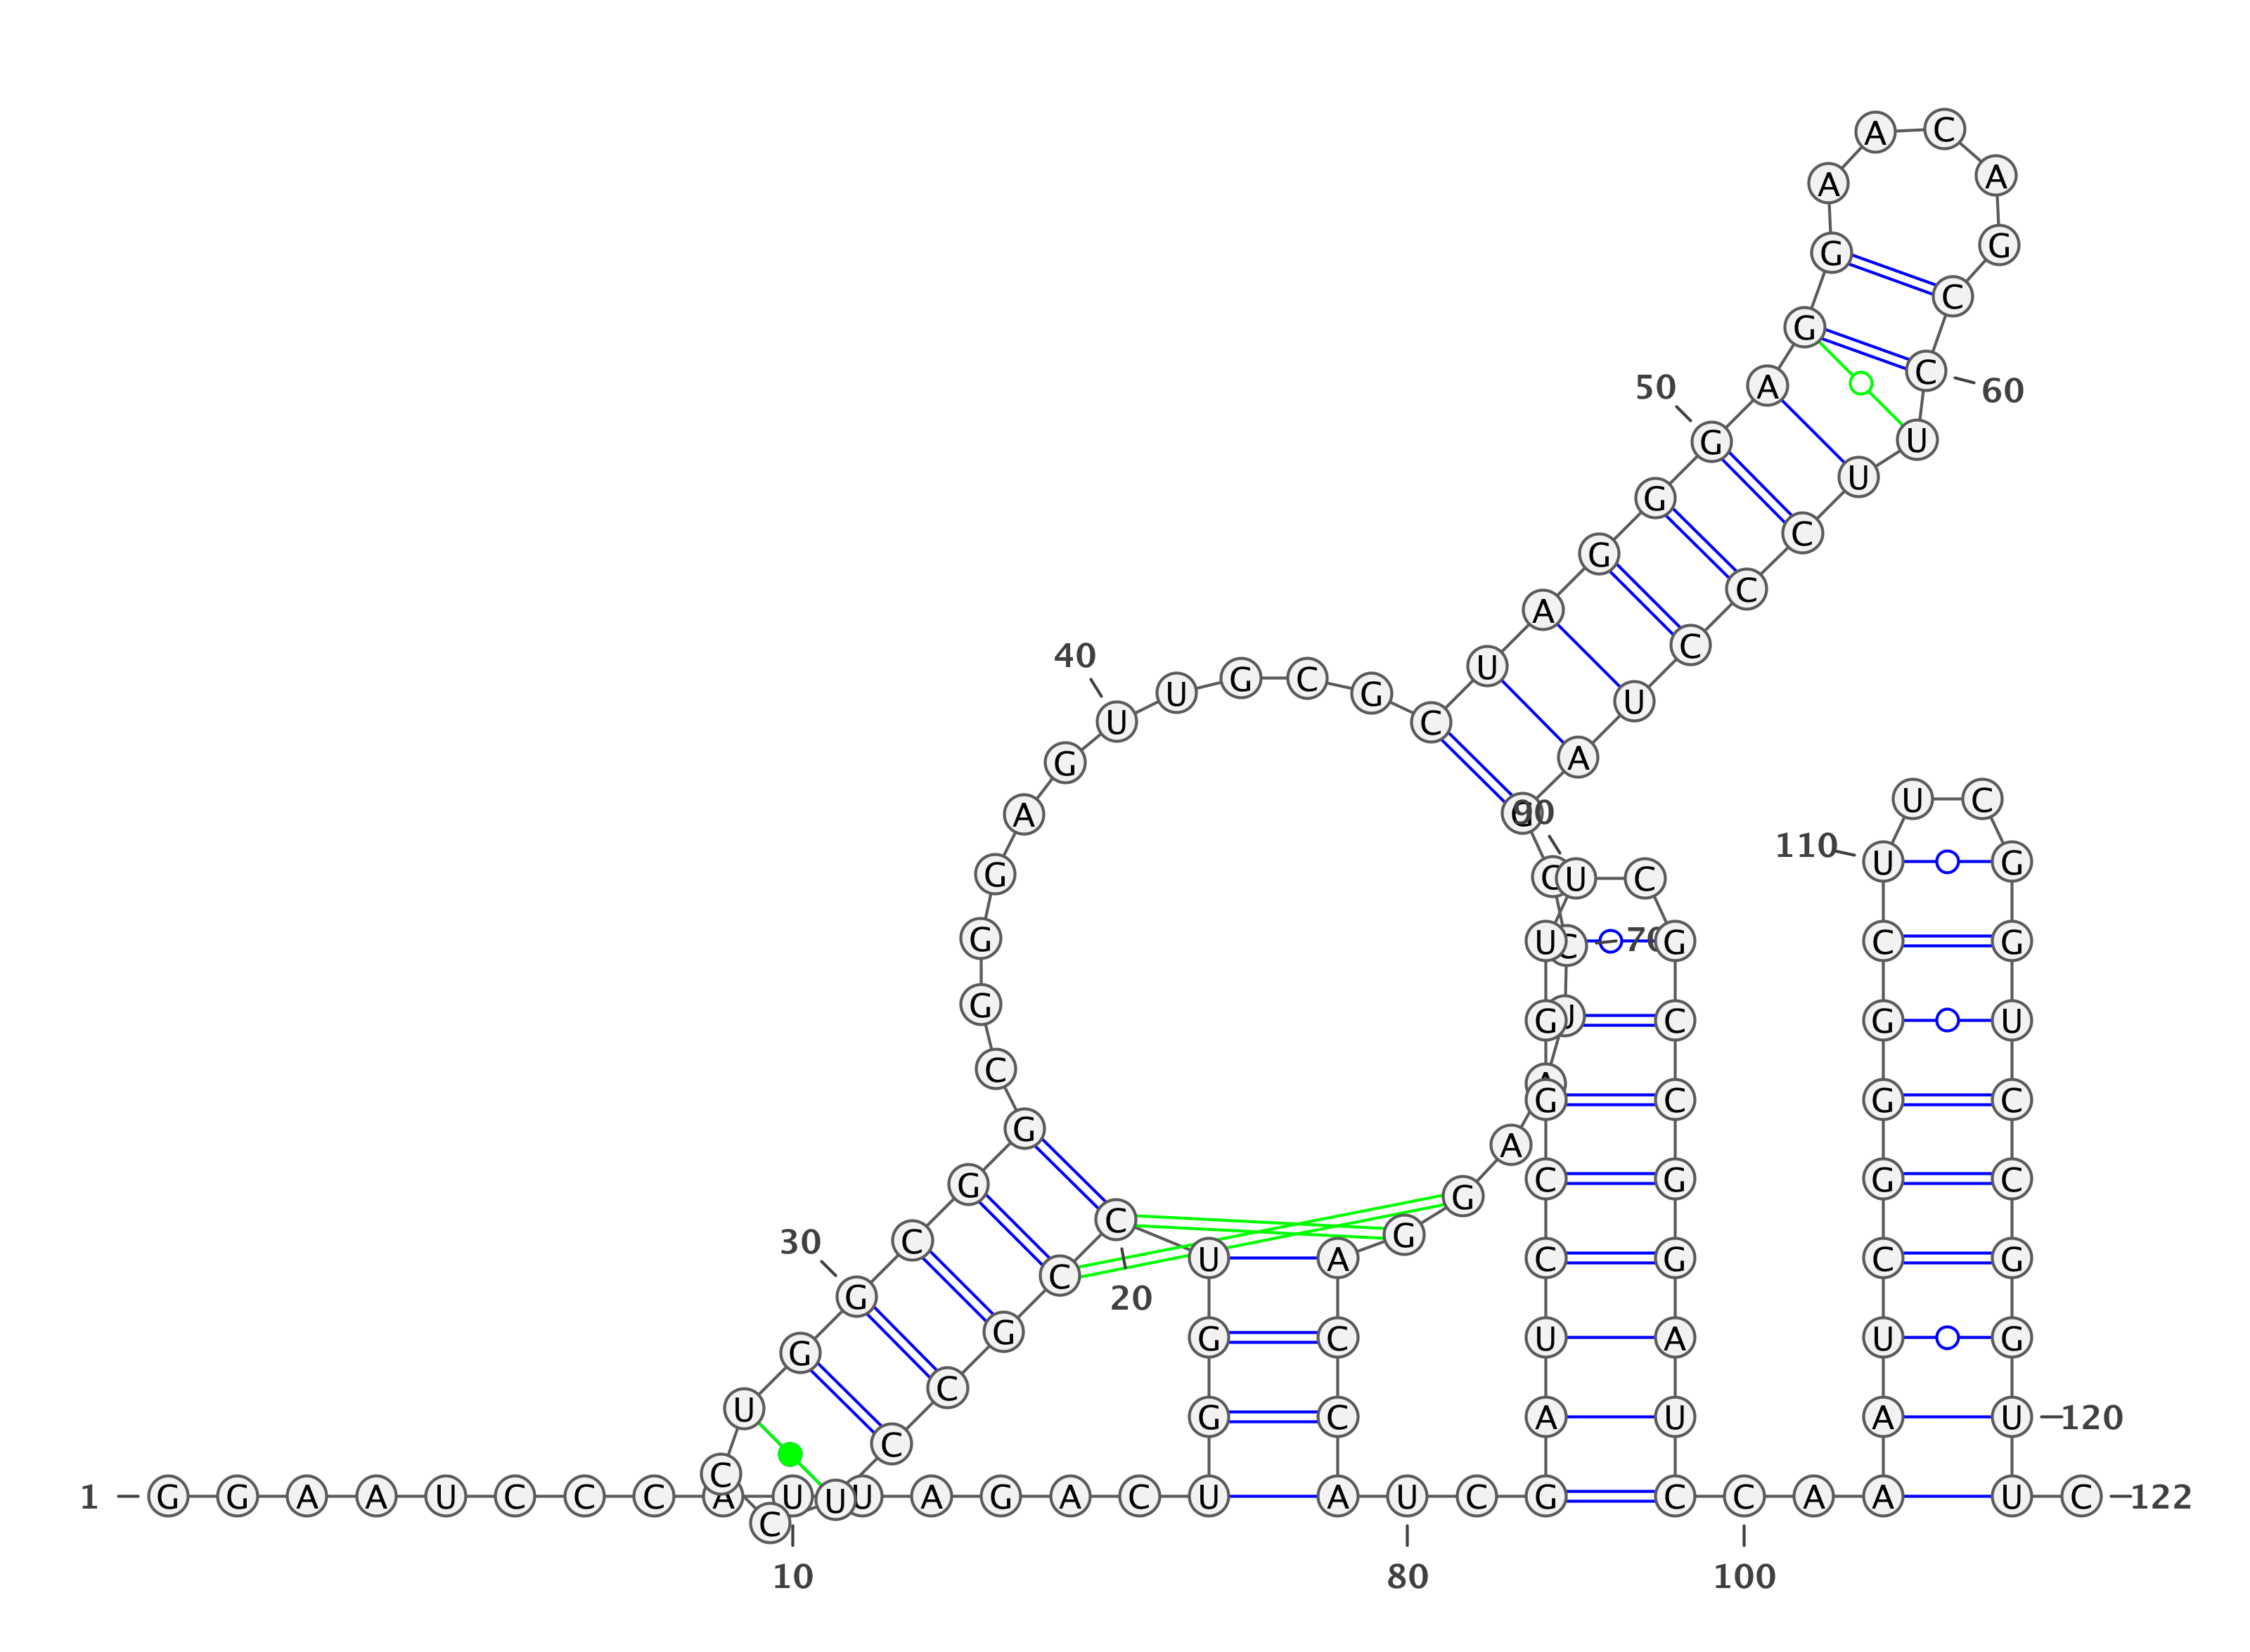 1
G G A A U C C C A U
10
U A G A C
U G G U
C
20
C G C C
U C C U
G G
30
C G G
C G G G A G U
40
U G C G
C U A G G G
50
A G G
A A C A G
C C
60
U U C C C U A G
C C
70
U A A G G
A C C A
U
80
C
G A U C C G G U
U
90
C
G C C G G A U C
C
100
A
A A U C G G G C U
110
U C
G G U C C G G U
120
U C
122